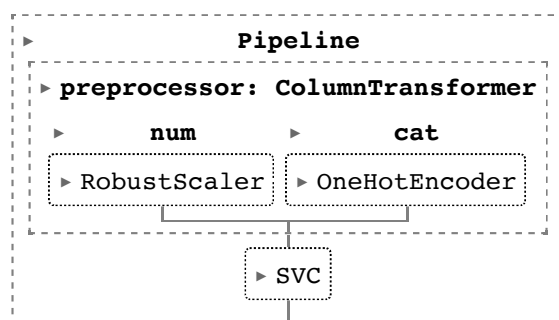 ▸ Pipeline
▸ preprocessor: ColumnTransformer
▸ num ▸ cat
▸ RobustScaler ▸ OneHotEncoder
▸ SVC